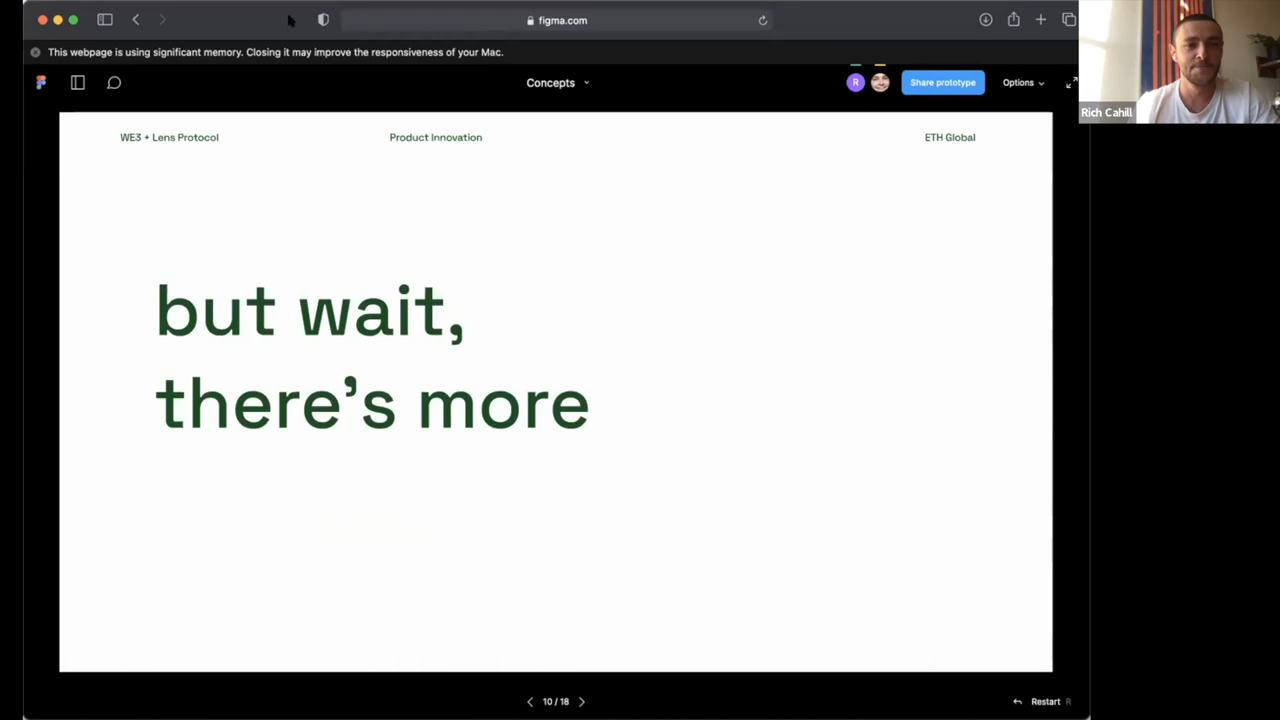 figma.com
This webpage is using significant memory. Closing it may improve the responsiveness of your Mac.
Concepts
R
Share prototype
Options
Rich Cahill
WE3 + Lens Protocol
Product Innovation
ETH Global
but wait,
there’s more
10 / 18
Restart R